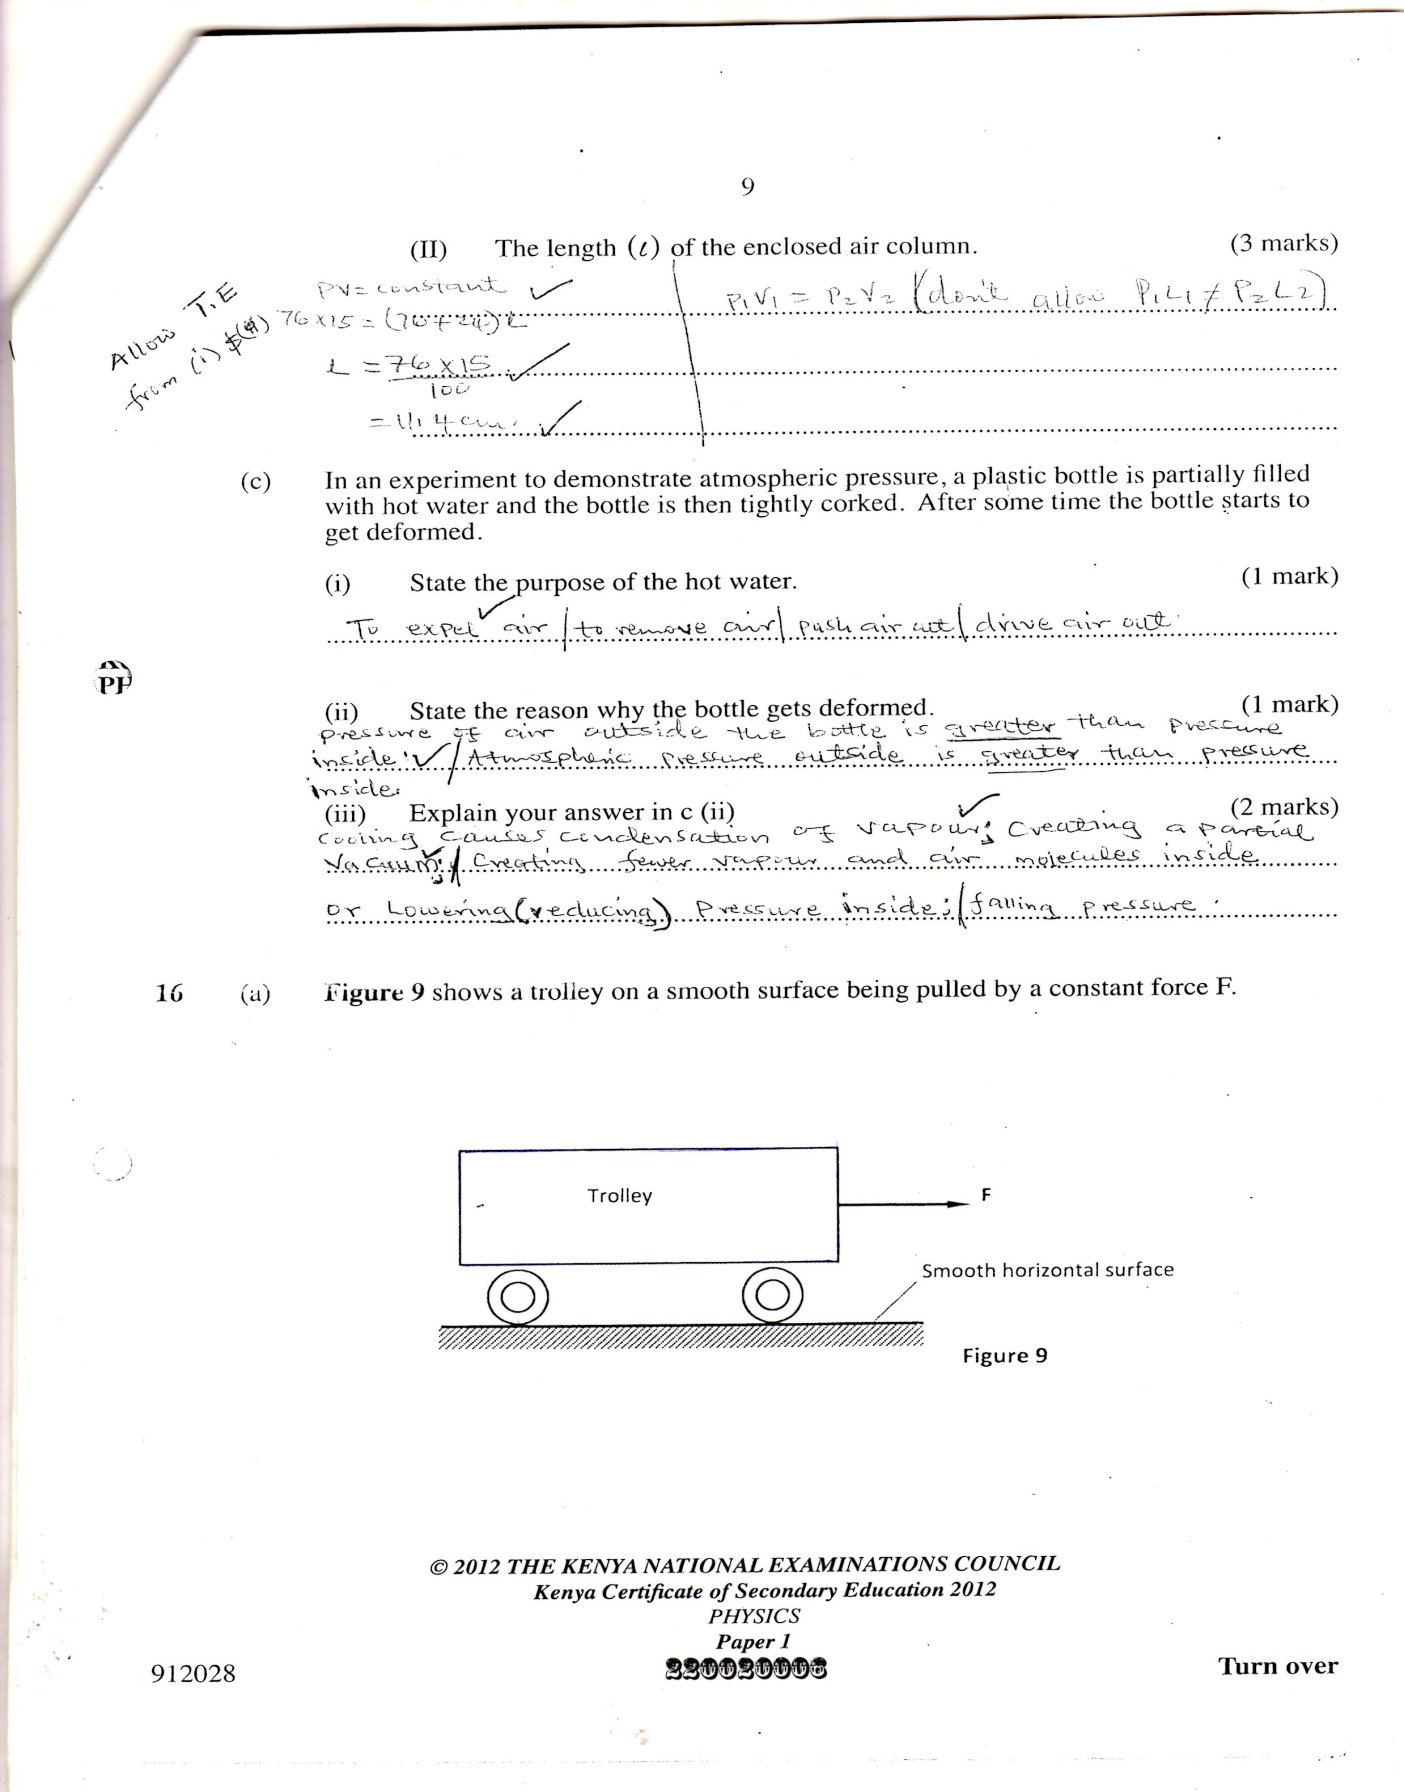 9
(II) The length (ℓ) of the enclosed air column. (3 marks)
Allow T.E
from (i)
PV = constant ✓
P₁V₁ = P₂V₂ (don't allow P₁L₁ ≠ P₂L₂)
76 x 15 = (76 + 24) L
L = 76 x 15 ✓
100
= 11.4 cm. ✓
(c) In an experiment to demonstrate atmospheric pressure, a plastic bottle is partially filled
with hot water and the bottle is then tightly corked. After some time the bottle starts to
get deformed.
(i) State the purpose of the hot water. (1 mark)
To expel ✓ air / to remove air / push air out / drive air out.
PP
(ii) State the reason why the bottle gets deformed. (1 mark)
pressure of air outside the bottle is greater than pressure
inside; ✓ / Atmospheric pressure outside is greater than pressure
inside.
(iii) Explain your answer in c (ii) (2 marks)
Cooling causes condensation of vapour; ✓ Creating a partial
Vacuum; ✓ / Creating fewer vapour and air molecules inside
or Lowering (reducing) Pressure inside; / falling pressure.
16 (a) Figure 9 shows a trolley on a smooth surface being pulled by a constant force F.
Trolley
F
Smooth horizontal surface
Figure 9
© 2012 THE KENYA NATIONAL EXAMINATIONS COUNCIL
Kenya Certificate of Secondary Education 2012
PHYSICS
Paper 1
912028
Turn over